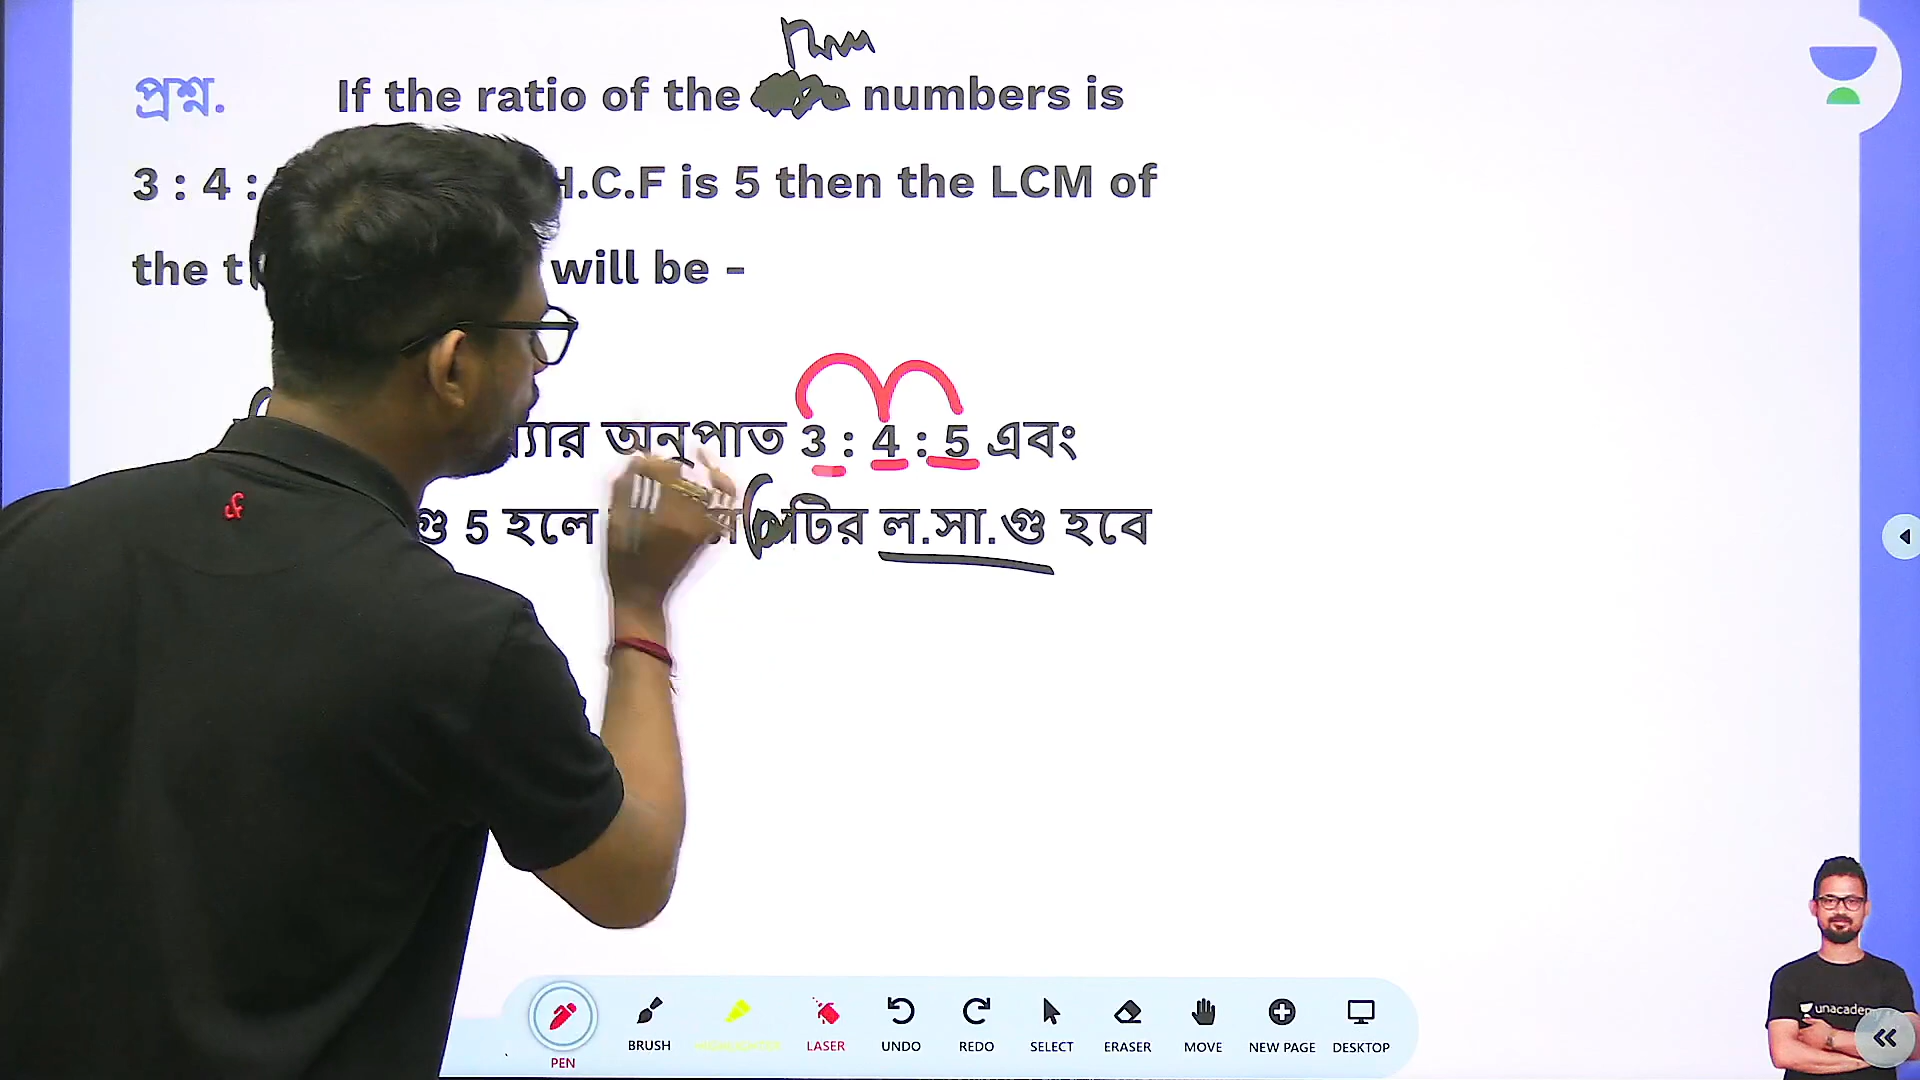 প্রশ্ন. If the ratio of the numbers is
3 : 4 : H.C.F is 5 then the LCM of
the will be -
অনুপাত 3 : 4 : 5 এবং
গু 5 হলে ল.সা.গু হবে
PEN
BRUSH
HIGHLIGHTER
LASER
UNDO
REDO
SELECT
ERASER
MOVE
NEW PAGE
DESKTOP
unacademy